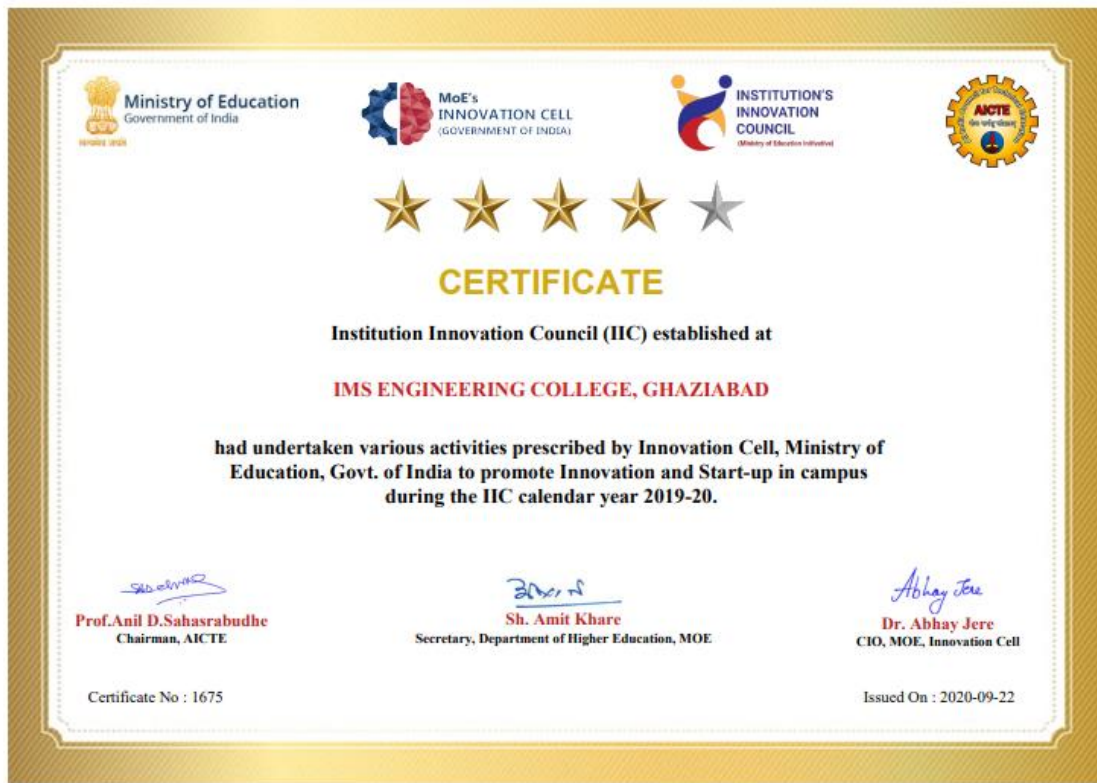 Ministry of Education
Government of India
MoE's
INNOVATION CELL
(GOVERNMENT OF INDIA)
INSTITUTION'S
INNOVATION
COUNCIL
(Ministry of Education Initiative)
AICTE
CERTIFICATE
Institution Innovation Council (IIC) established at
IMS ENGINEERING COLLEGE, GHAZIABAD
had undertaken various activities prescribed by Innovation Cell, Ministry of
Education, Govt. of India to promote Innovation and Start-up in campus
during the IIC calendar year 2019-20.
Abhay Jere
Prof.Anil D.Sahasrabudhe
Chairman, AICTE
Sh. Amit Khare
Secretary, Department of Higher Education, MOE
Dr. Abhay Jere
CIO, MOE, Innovation Cell
Certificate No : 1675
Issued On : 2020-09-22